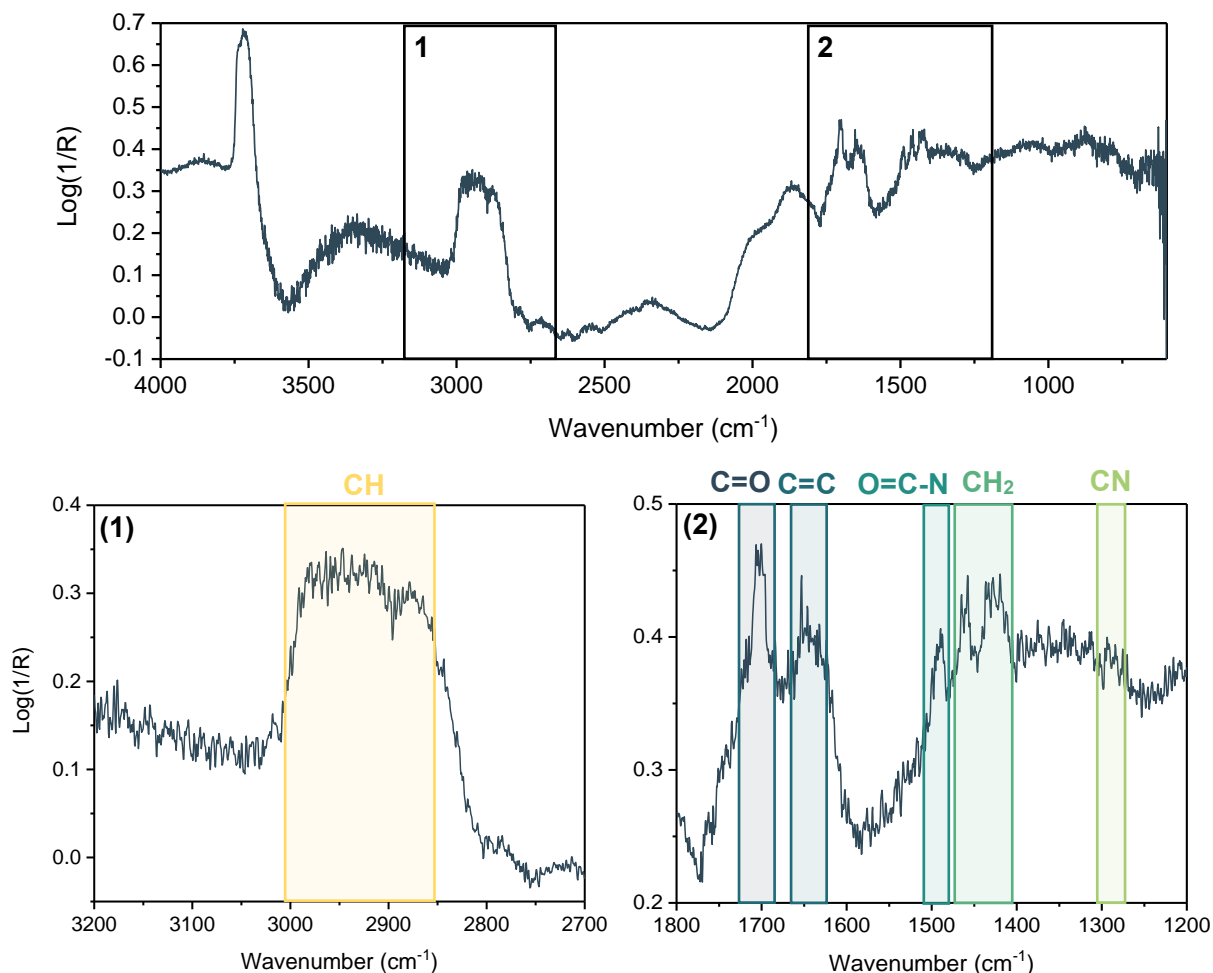 0.7
0.6
0.5
0.4
0.3
0.2
0.1
0.0
-0.1
Log(1/R)
1
2
4000 3500 3000 2500 2000 1500 1000
Wavenumber (cm⁻¹)
CH
(1)
0.4
0.3
0.2
0.1
0.0
Log(1/R)
3200 3100 3000 2900 2800 2700
Wavenumber (cm⁻¹)
C=O C=C O=C-N CH₂ CN
(2)
0.5
0.4
0.3
0.2
1800 1700 1600 1500 1400 1300 1200
Wavenumber (cm⁻¹)